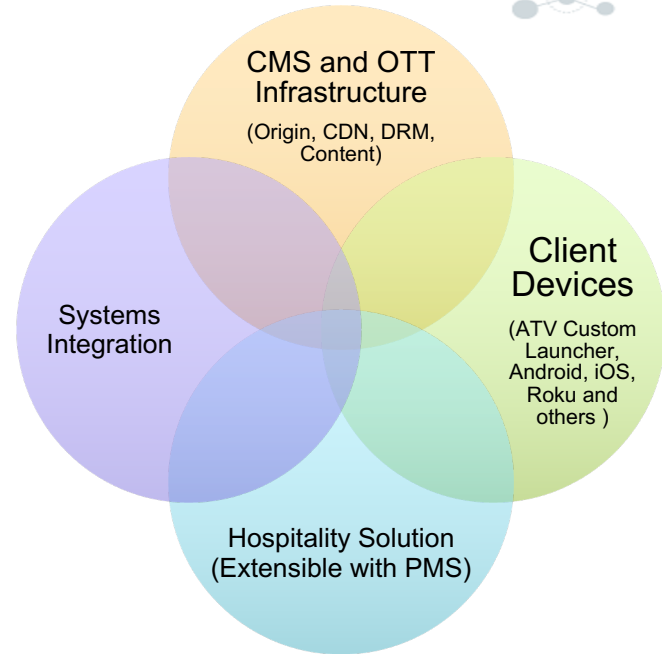 CMS and OTT
Infrastructure
(Origin, CDN, DRM,
Content)
Client
Devices
(ATV Custom
Launcher,
Android, iOS,
Roku and
others )
Systems
Integration
Hospitality Solution
(Extensible with PMS)